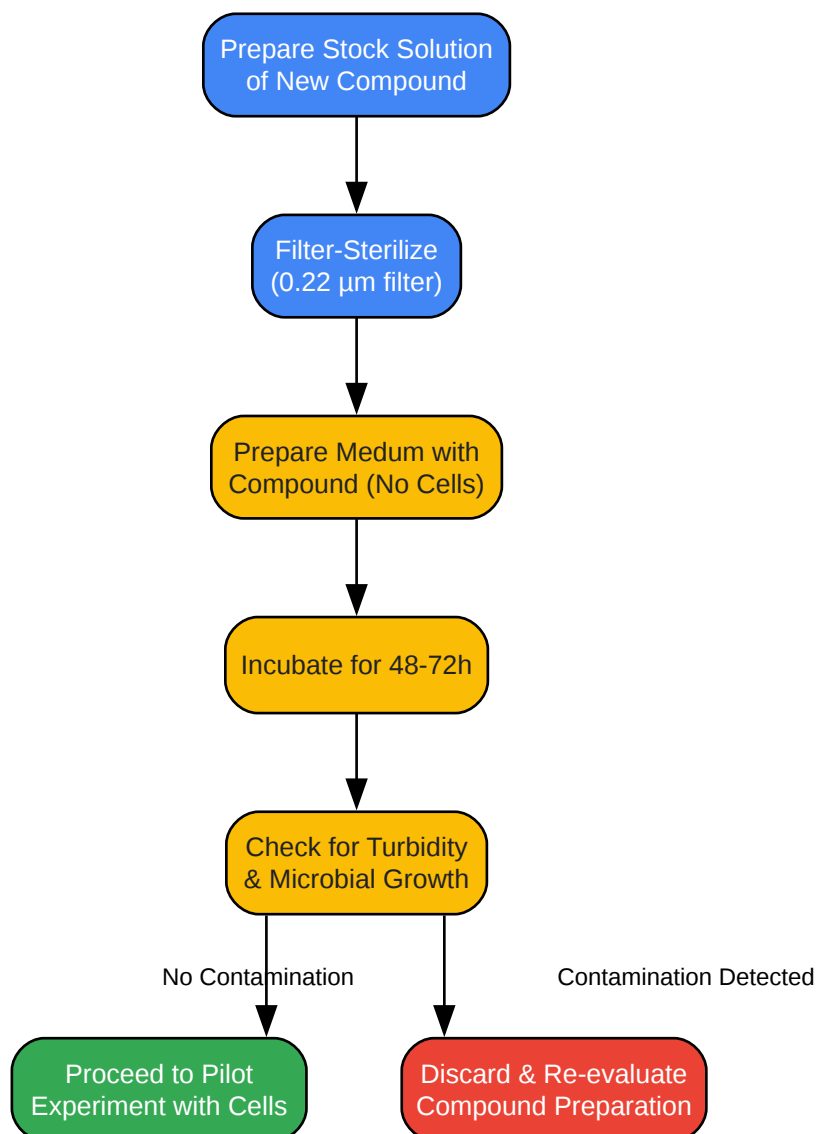 Prepare Stock Solution
of New Compound
Filter-Sterilize
(0.22 µm filter)
Prepare Medum with
Compound (No Cells)
Incubate for 48-72h
Check for Turbidity
& Microbial Growth
No Contamination
Contamination Detected
Proceed to Pilot
Experiment with Cells
Discard & Re-evaluate
Compound Preparation